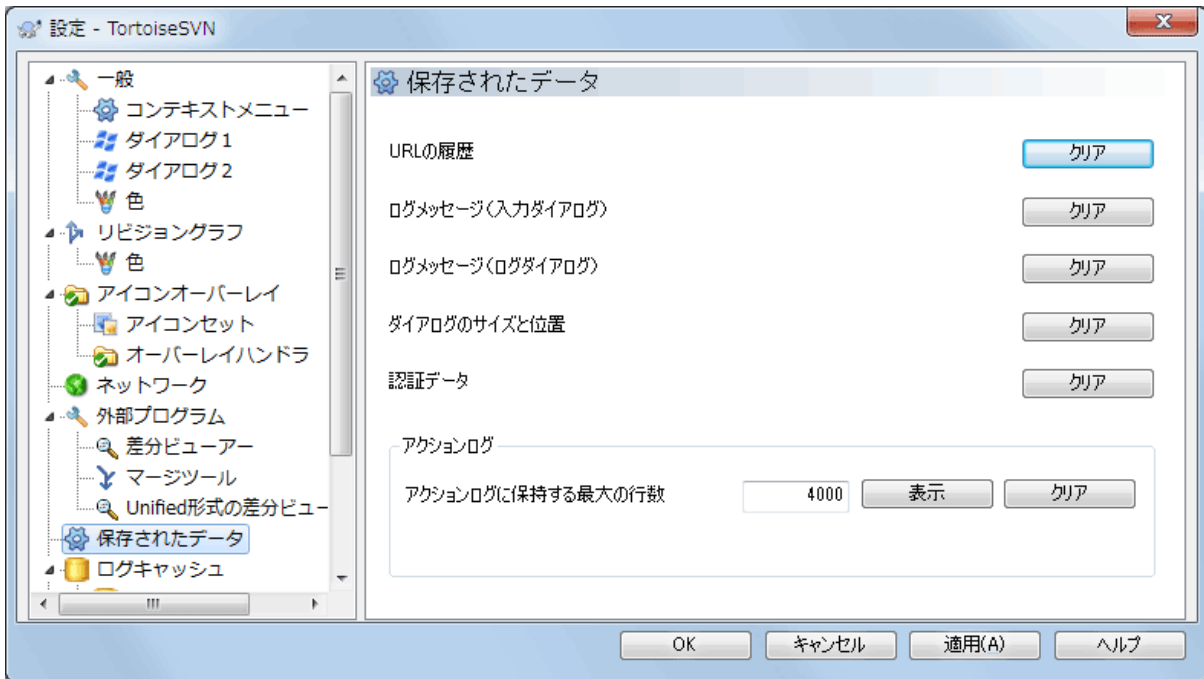 設定 - TortoiseSVN
一般
コンテキストメニュー
ダイアログ1
ダイアログ2
色
リビジョングラフ
色
アイコンオーバーレイ
アイコンセット
オーバーレイハンドラ
ネットワーク
外部プログラム
差分ビューアー
マージツール
Unified形式の差分ビュー
保存されたデータ
ログキャッシュ
保存されたデータ
URLの履歴 クリア
ログメッセージ(入力ダイアログ) クリア
ログメッセージ(ログダイアログ) クリア
ダイアログのサイズと位置 クリア
認証データ クリア
アクションログ
アクションログに保持する最大の行数 4000 表示 クリア
OK キャンセル 適用(A) ヘルプ